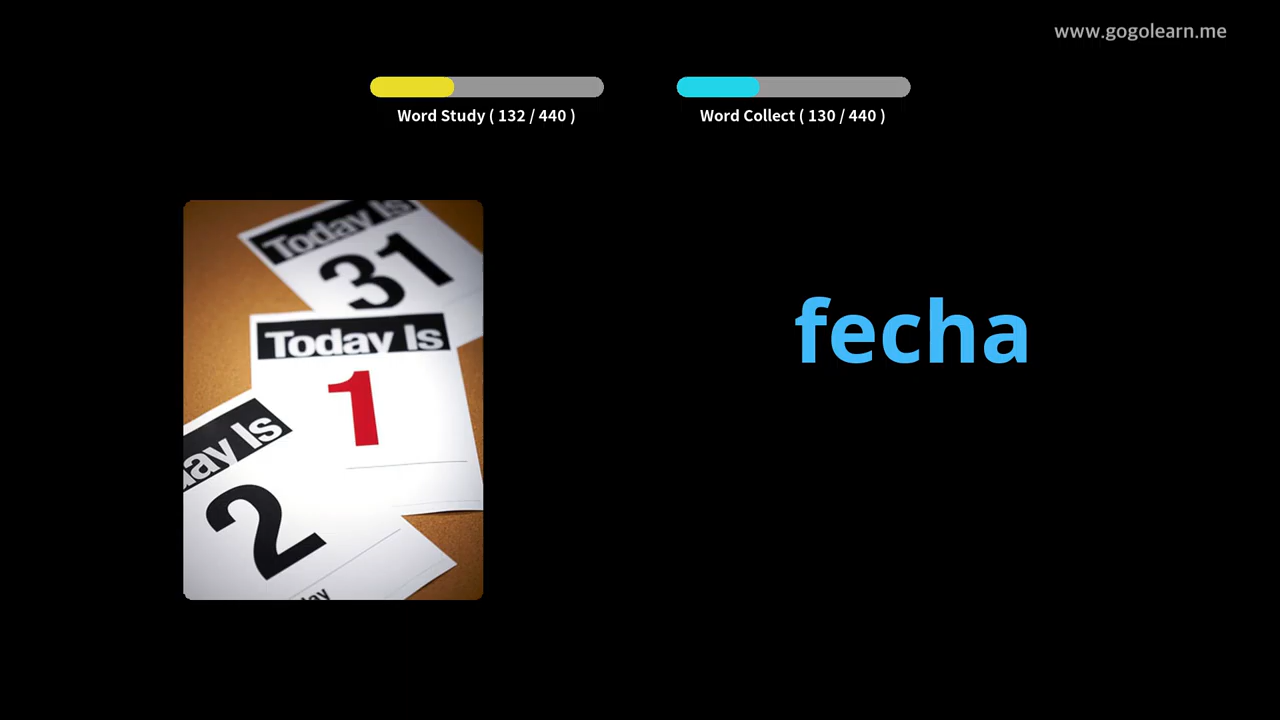 www.gogolearn.me
Word Study ( 132 / 440 )
Word Collect ( 130 / 440 )
Today Is
31
Today Is
1
day Is
2
fecha